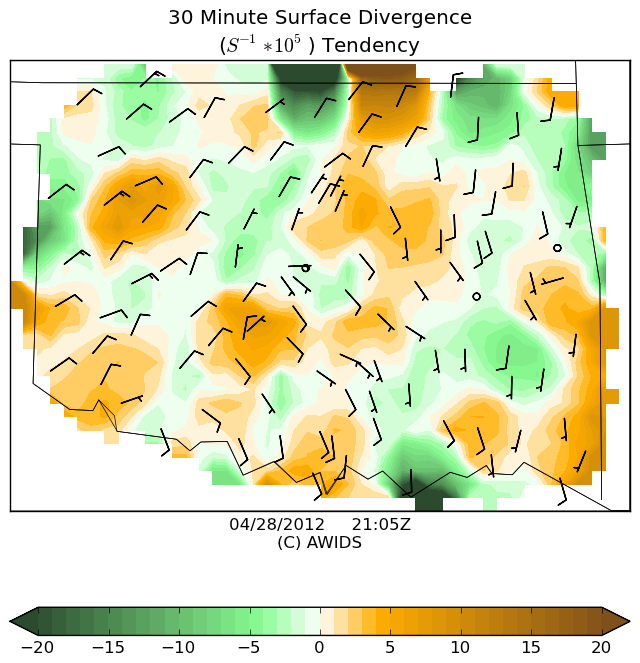 30 Minute Surface Divergence
(S⁻¹ *10⁵ ) Tendency
04/28/2012 21:05Z
(C) AWIDS
−20 −15 −10 −5 0 5 10 15 20